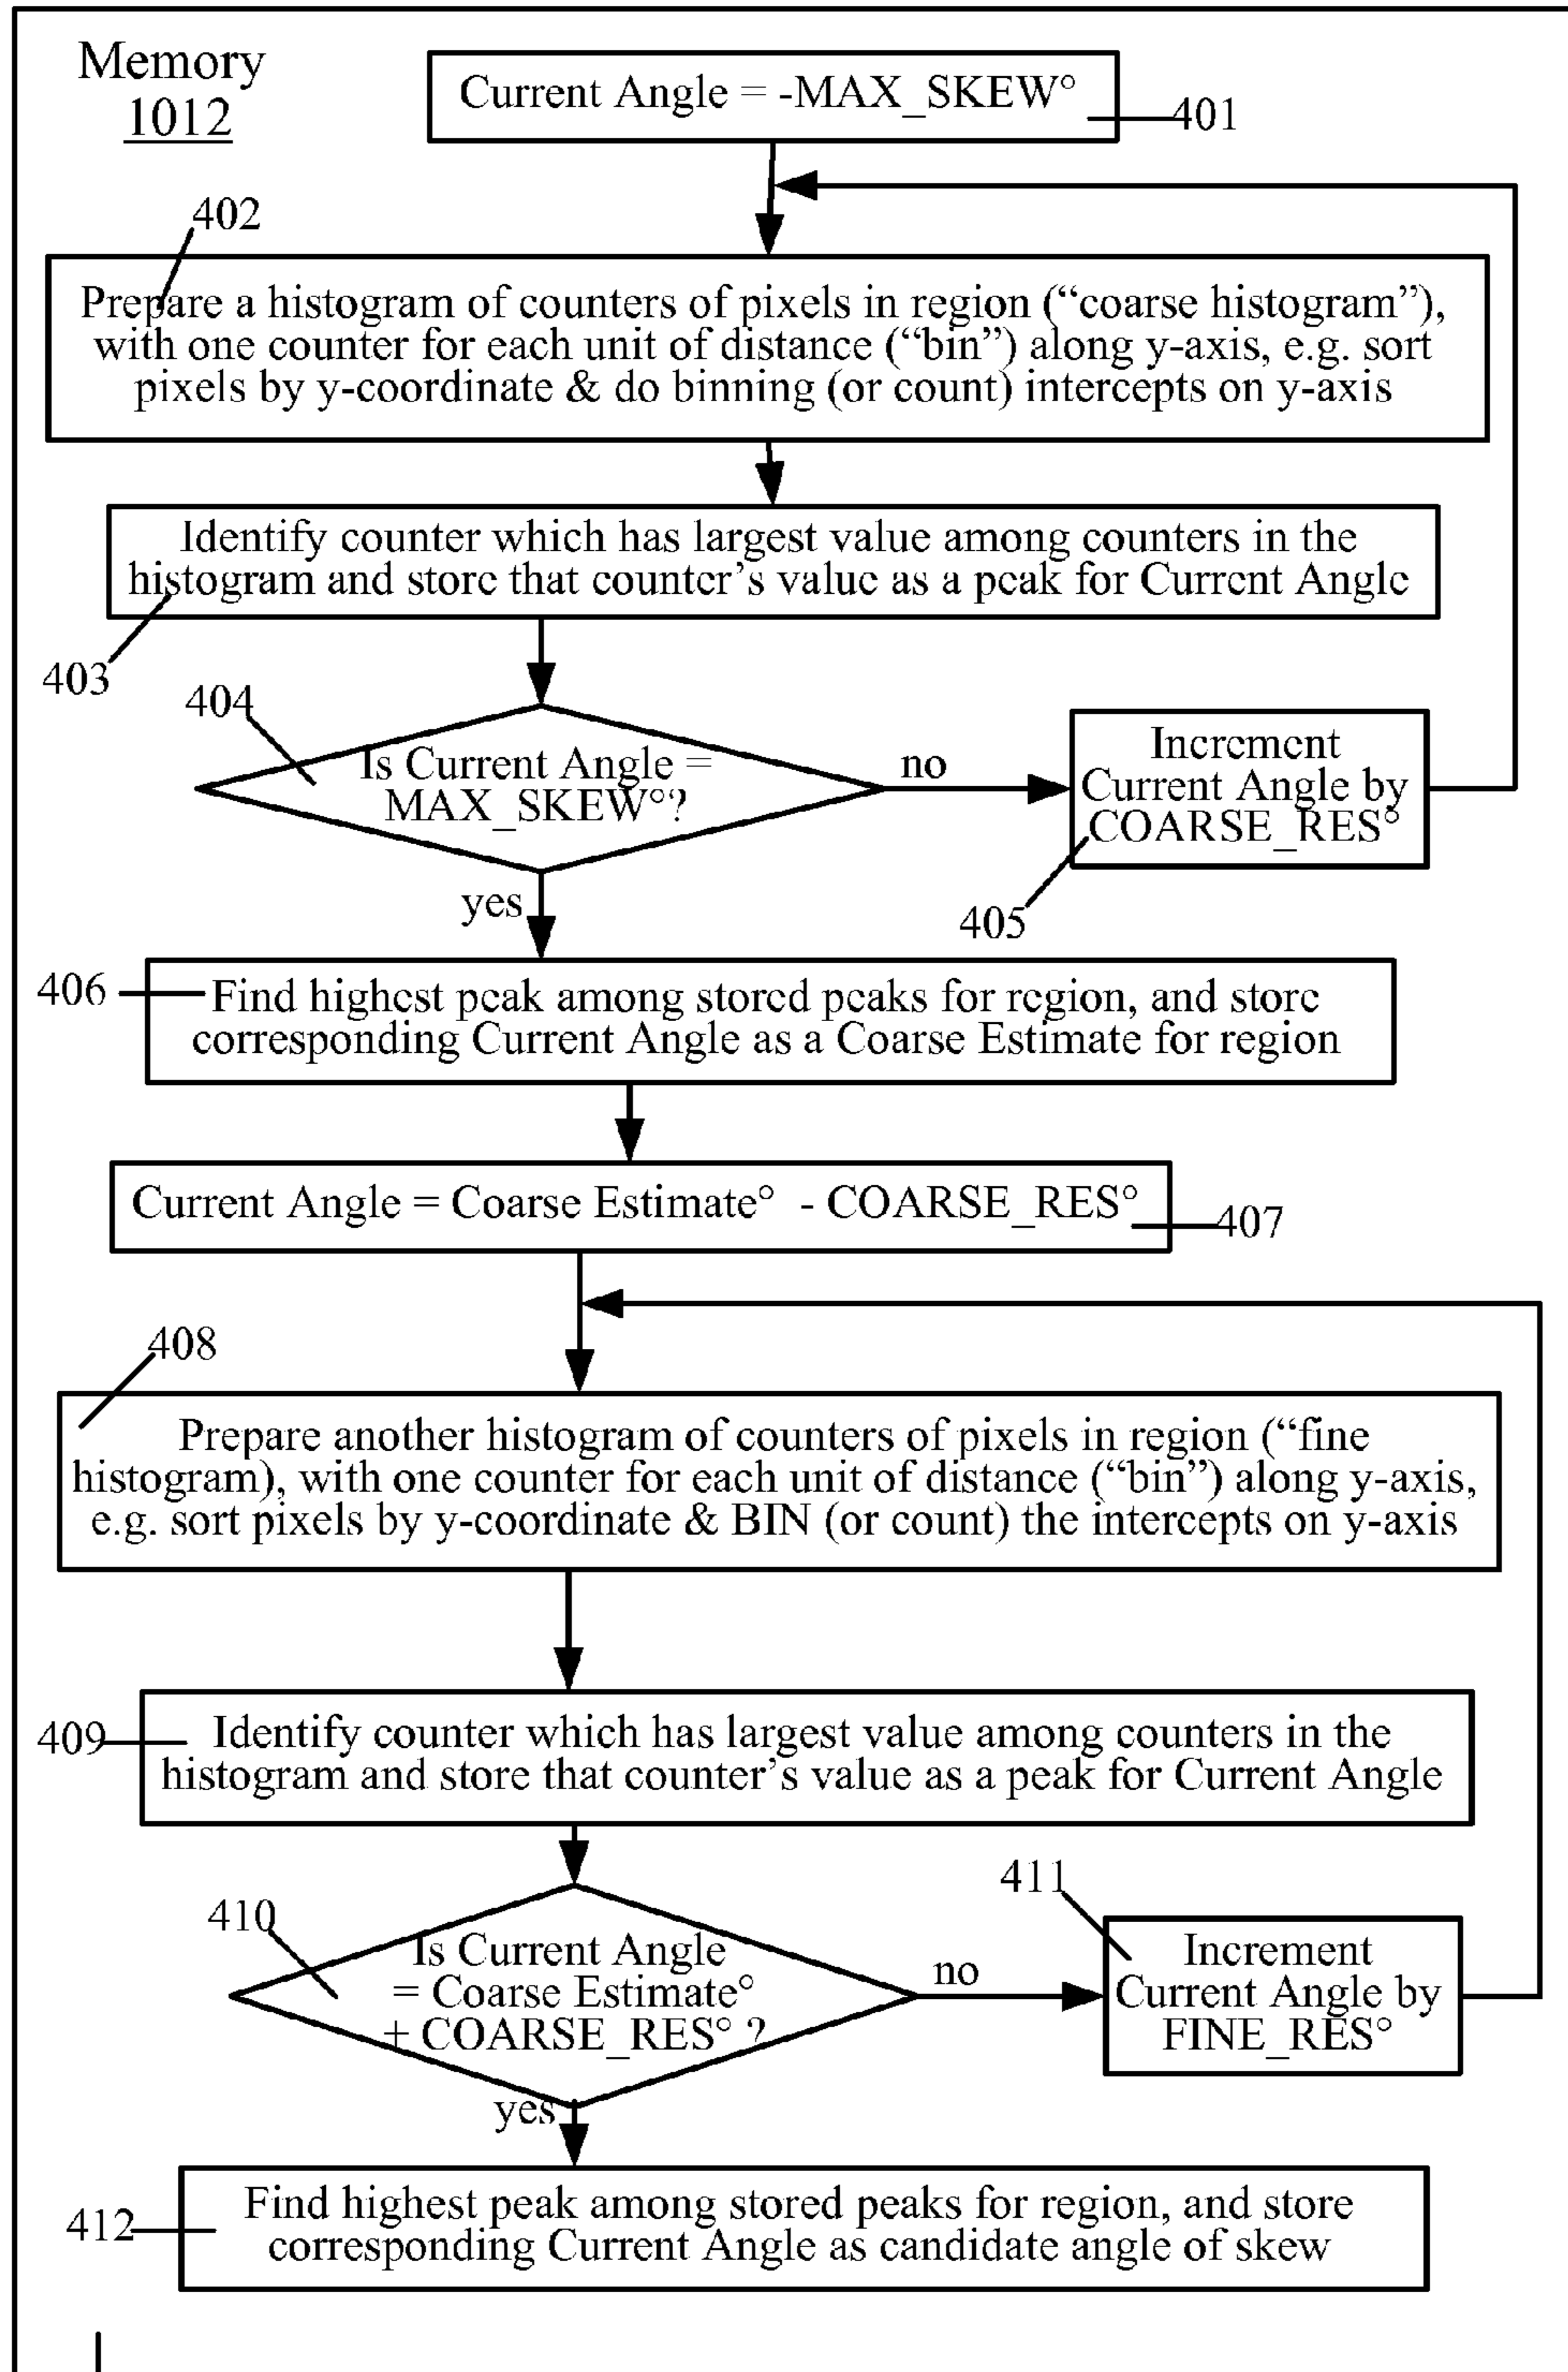 Memory
1012
Current Angle = -MAX_SKEW°
401
402
Prepare a histogram of counters of pixels in region (“coarse histogram”),
with one counter for each unit of distance (“bin”) along y-axis, e.g. sort
pixels by y-coordinate & do binning (or count) intercepts on y-axis
Identify counter which has largest value among counters in the
histogram and store that counter’s value as a peak for Current Angle
403
404
Is Current Angle =
MAX_SKEW°?
no
Increment
Current Angle by
COARSE_RES°
405
yes
406
Find highest peak among stored peaks for region, and store
corresponding Current Angle as a Coarse Estimate for region
Current Angle = Coarse Estimate° - COARSE_RES°
407
408
Prepare another histogram of counters of pixels in region (“fine
histogram), with one counter for each unit of distance (“bin”) along y-axis,
e.g. sort pixels by y-coordinate & BIN (or count) the intercepts on y-axis
409
Identify counter which has largest value among counters in the
histogram and store that counter’s value as a peak for Current Angle
410
Is Current Angle
= Coarse Estimate°
+ COARSE_RES° ?
no
411
Increment
Current Angle by
FINE_RES°
yes
412
Find highest peak among stored peaks for region, and store
corresponding Current Angle as candidate angle of skew